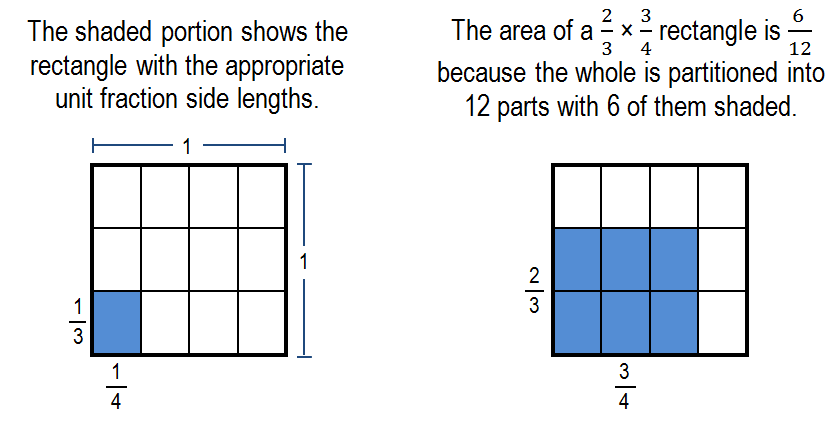 The shaded portion shows the
rectangle with the appropriate
unit fraction side lengths.
1
1
1/3
1/4
The area of a 2/3 × 3/4 rectangle is 6/12
because the whole is partitioned into
12 parts with 6 of them shaded.
2/3
3/4